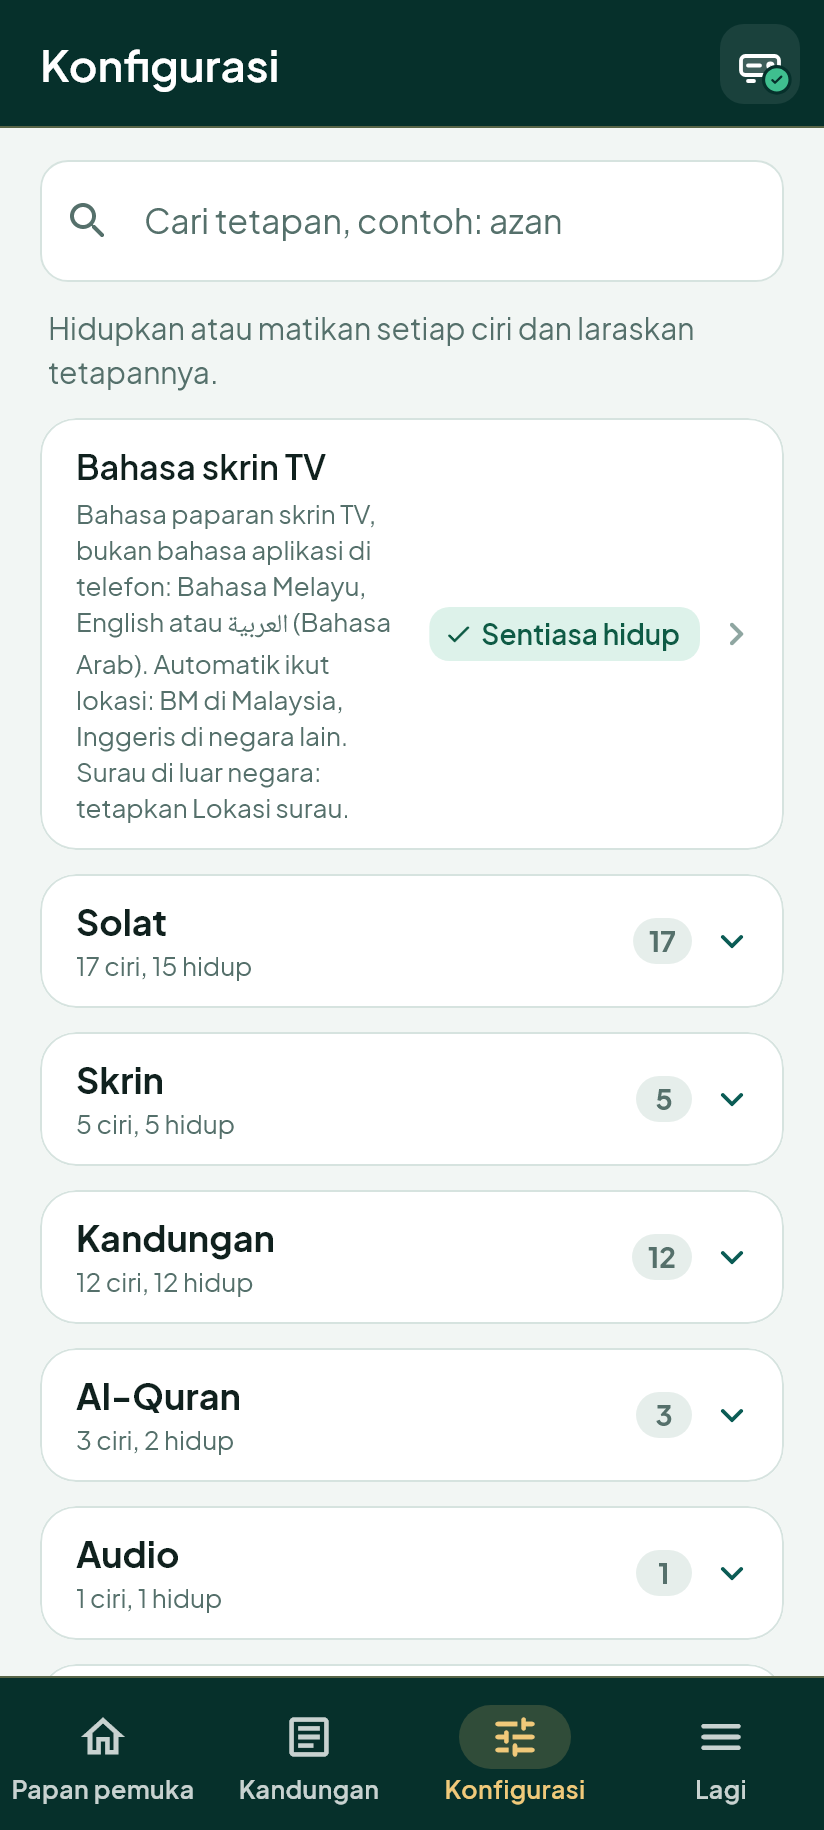 Konfigurasi
Cari tetapan, contoh: azan
Hidupkan atau matikan setiap ciri dan laraskan
tetapannya.
Bahasa skrin TV
Bahasa paparan skrin TV,
bukan bahasa aplikasi di
telefon: Bahasa Melayu,
English atau العربية (Bahasa
Arab). Automatik ikut
lokasi: BM di Malaysia,
Inggeris di negara lain.
Surau di luar negara:
tetapkan Lokasi surau.
Sentiasa hidup
Solat
17 ciri, 15 hidup
17
Skrin
5 ciri, 5 hidup
5
Kandungan
12 ciri, 12 hidup
12
Al-Quran
3 ciri, 2 hidup
3
Audio
1 ciri, 1 hidup
1
Papan pemuka
Kandungan
Konfigurasi
Lagi